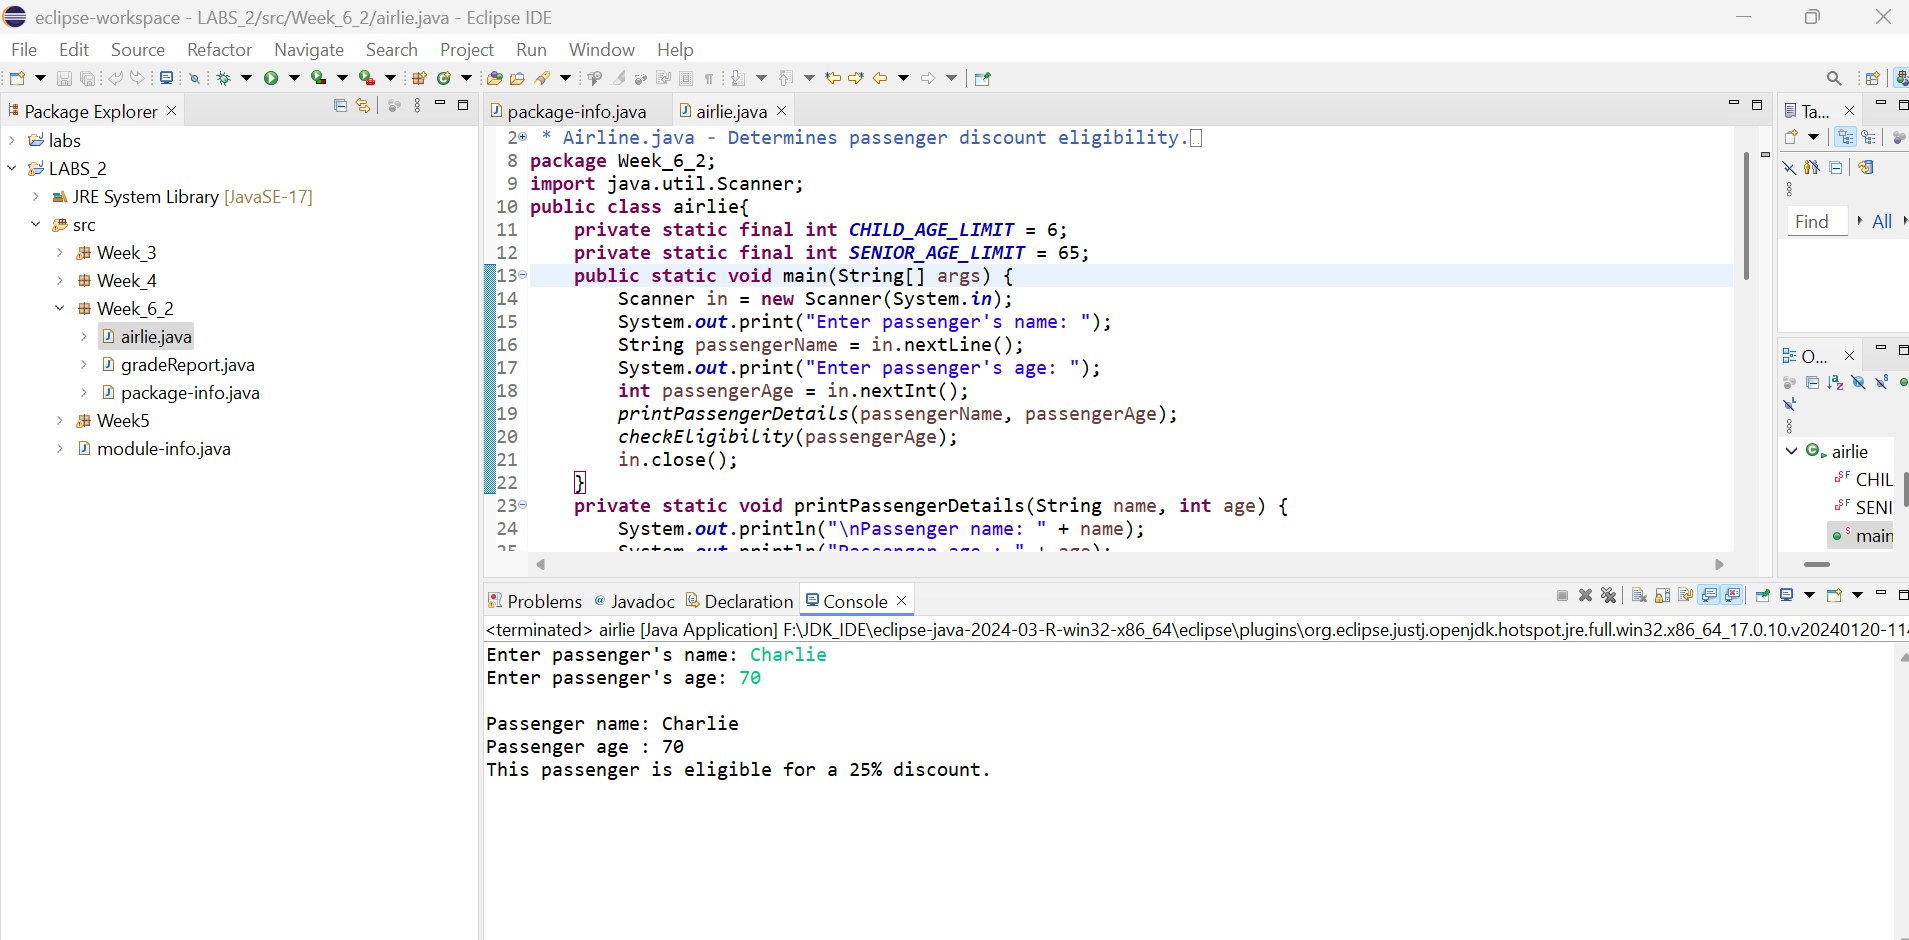 eclipse-workspace - LABS_2/src/Week_6_2/airlie.java - Eclipse IDE
File Edit Source Refactor Navigate Search Project Run Window Help
Package Explorer
labs
LABS_2
JRE System Library [JavaSE-17]
src
Week_3
Week_4
Week_6_2
airlie.java
gradeReport.java
package-info.java
Week5
module-info.java
package-info.java airlie.java
2 * Airline.java - Determines passenger discount eligibility.
8 package Week_6_2;
9 import java.util.Scanner;
10 public class airlie{
11 private static final int CHILD_AGE_LIMIT = 6;
12 private static final int SENIOR_AGE_LIMIT = 65;
13 public static void main(String[] args) {
14 Scanner in = new Scanner(System.in);
15 System.out.print("Enter passenger's name: ");
16 String passengerName = in.nextLine();
17 System.out.print("Enter passenger's age: ");
18 int passengerAge = in.nextInt();
19 printPassengerDetails(passengerName, passengerAge);
20 checkEligibility(passengerAge);
21 in.close();
22 }
23 private static void printPassengerDetails(String name, int age) {
24 System.out.println("\nPassenger name: " + name);
25 System.out.println("Passenger age : " + age);
Ta...
Find All
O...
airlie
CHIL
SENI
main
Problems Javadoc Declaration Console
<terminated> airlie [Java Application] F:\JDK_IDE\eclipse-java-2024-03-R-win32-x86_64\eclipse\plugins\org.eclipse.justj.openjdk.hotspot.jre.full.win32.x86_64_17.0.10.v20240120-114
Enter passenger's name: Charlie
Enter passenger's age: 70
Passenger name: Charlie
Passenger age : 70
This passenger is eligible for a 25% discount.